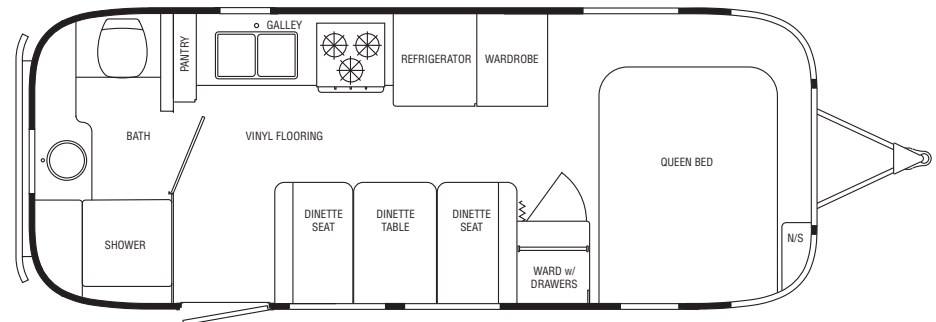 GALLEY
PANTRY
REFRIGERATOR
WARDROBE
BATH
VINYL FLOORING
QUEEN BED
DINETTE
SEAT
DINETTE
TABLE
DINETTE
SEAT
SHOWER
N/S
WARD w/
DRAWERS